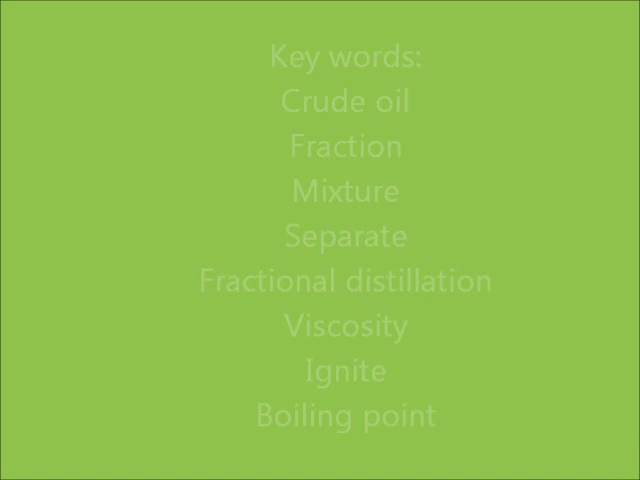 Key words:
Crude oil
Fraction
Mixture
Separate
Fractional distillation
Viscosity
Ignite
Boiling point